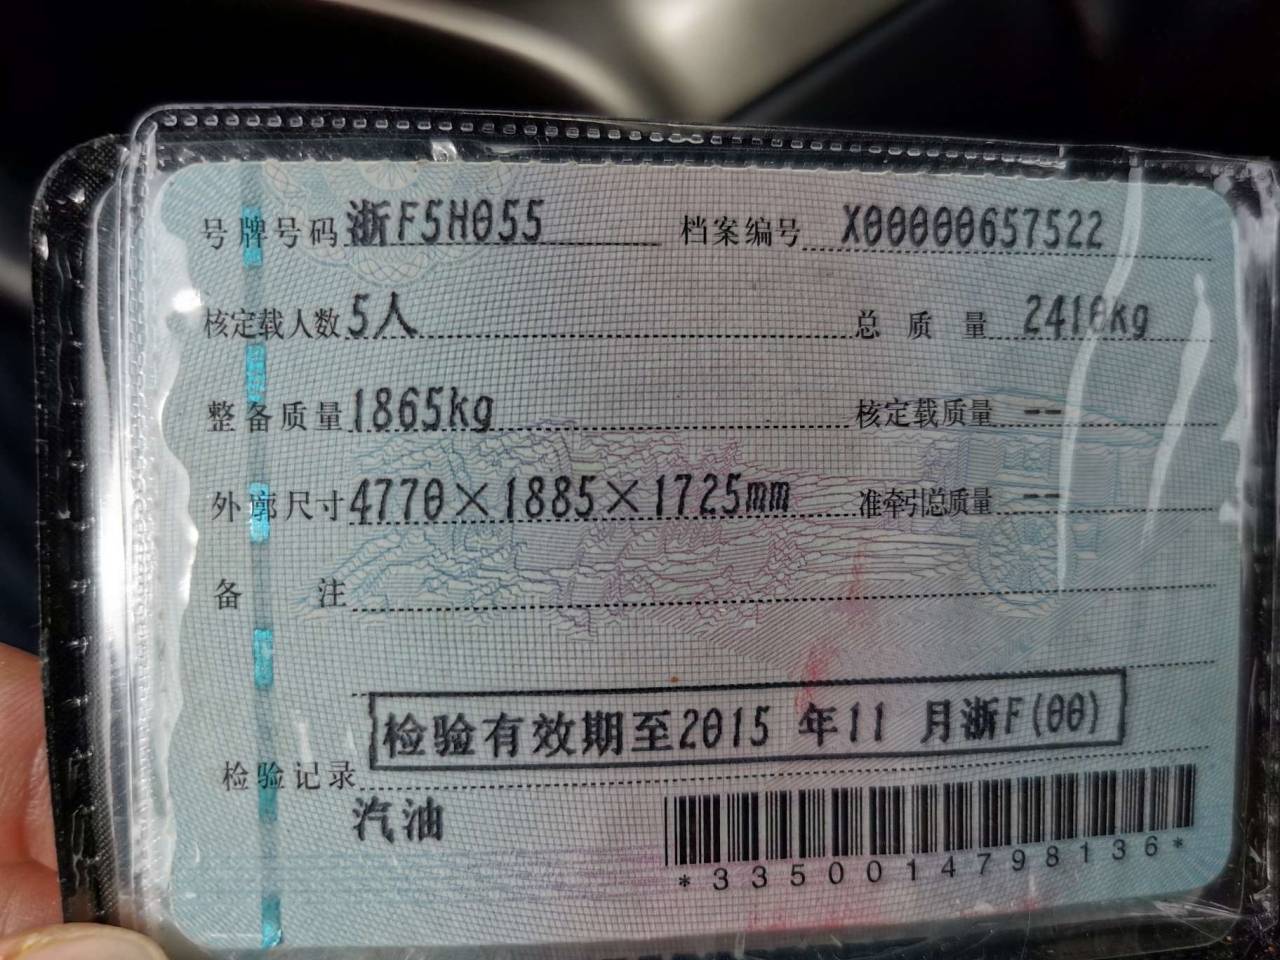 号牌号码 浙F5H055 档案编号 X00000657522
核定载人数 5人 总质量 2410kg
整备质量 1865kg 核定载质量 --
外廓尺寸 4770×1885×1725mm 准牵引总质量 --
备注
检验有效期至2015 年11 月浙F(00)
检验记录
汽油
*3350014798136*